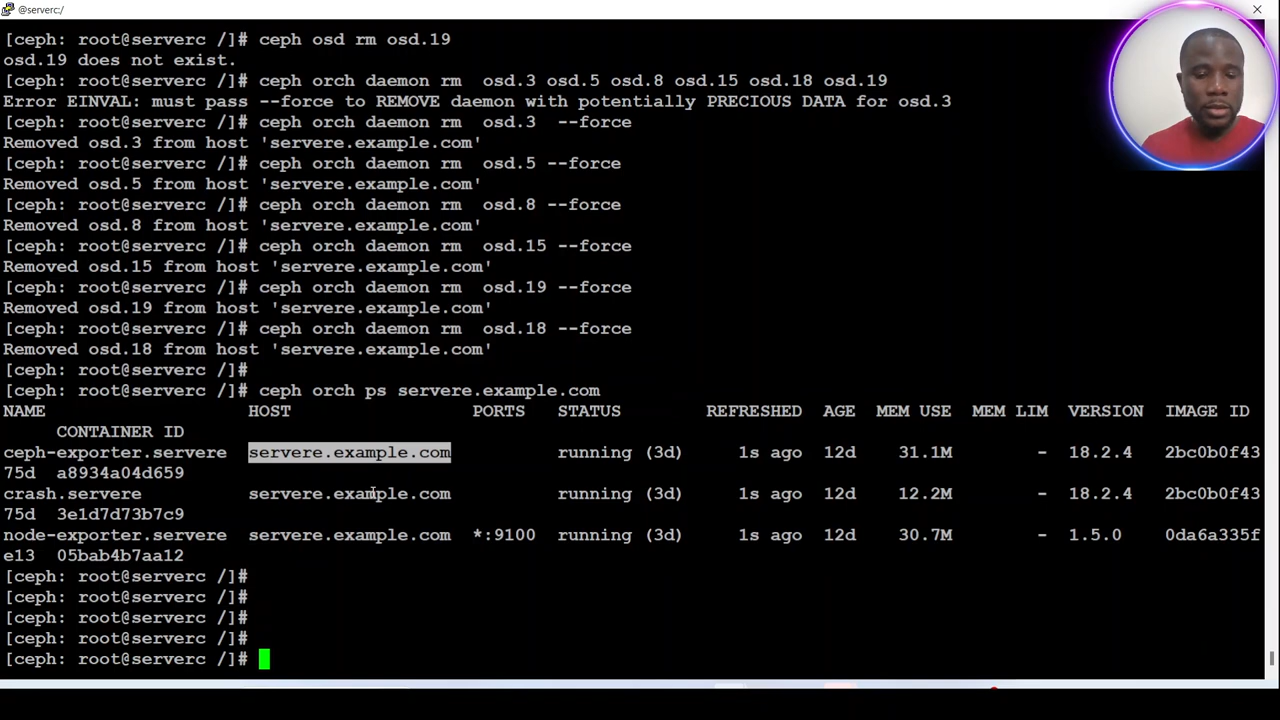 @serverc:/
[ceph: root@serverc /]# ceph osd rm osd.19
osd.19 does not exist.
[ceph: root@serverc /]# ceph orch daemon rm  osd.3 osd.5 osd.8 osd.15 osd.18 osd.19
Error EINVAL: must pass --force to REMOVE daemon with potentially PRECIOUS DATA for osd.3
[ceph: root@serverc /]# ceph orch daemon rm  osd.3  --force
Removed osd.3 from host 'servere.example.com'
[ceph: root@serverc /]# ceph orch daemon rm  osd.5 --force
Removed osd.5 from host 'servere.example.com'
[ceph: root@serverc /]# ceph orch daemon rm  osd.8 --force
Removed osd.8 from host 'servere.example.com'
[ceph: root@serverc /]# ceph orch daemon rm  osd.15 --force
Removed osd.15 from host 'servere.example.com'
[ceph: root@serverc /]# ceph orch daemon rm  osd.19 --force
Removed osd.19 from host 'servere.example.com'
[ceph: root@serverc /]# ceph orch daemon rm  osd.18 --force
Removed osd.18 from host 'servere.example.com'
[ceph: root@serverc /]#
[ceph: root@serverc /]# ceph orch ps servere.example.com
NAME HOST PORTS STATUS REFRESHED AGE MEM USE MEM LIM VERSION IMAGE ID
CONTAINER ID
ceph-exporter.servere servere.example.com running (3d) 1s ago 12d 31.1M - 18.2.4 2bc0b0f43
75d a8934a04d659
crash.servere servere.example.com running (3d) 1s ago 12d 12.2M - 18.2.4 2bc0b0f43
75d 3e1d7d73b7c9
node-exporter.servere servere.example.com *:9100 running (3d) 1s ago 12d 30.7M - 1.5.0 0da6a335f
e13 05bab4b7aa12
[ceph: root@serverc /]#
[ceph: root@serverc /]#
[ceph: root@serverc /]#
[ceph: root@serverc /]#
[ceph: root@serverc /]#